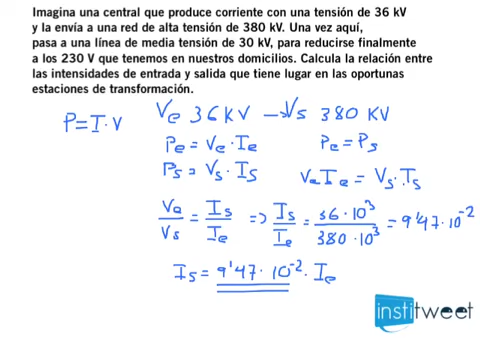 Imagina una central que produce corriente con una tensión de 36 kV
y la envía a una red de alta tensión de 380 kV. Una vez aquí,
pasa a una línea de media tensión de 30 kV, para reducirse finalmente
a los 230 V que tenemos en nuestros domicilios. Calcula la relación entre
las intensidades de entrada y salida que tiene lugar en las oportunas
estaciones de transformación.
P=I·V Ve 36KV → Vs 380 KV
Pe = Ve · Ie Pe = Ps
Ps = Vs · Is VeIe = Vs·Is
Ve/Vs = Is/Ie => Is/Ie = 36·10³/380·10³ = 9'47·10⁻²
Is = 9'47·10⁻² · Ie
institweet